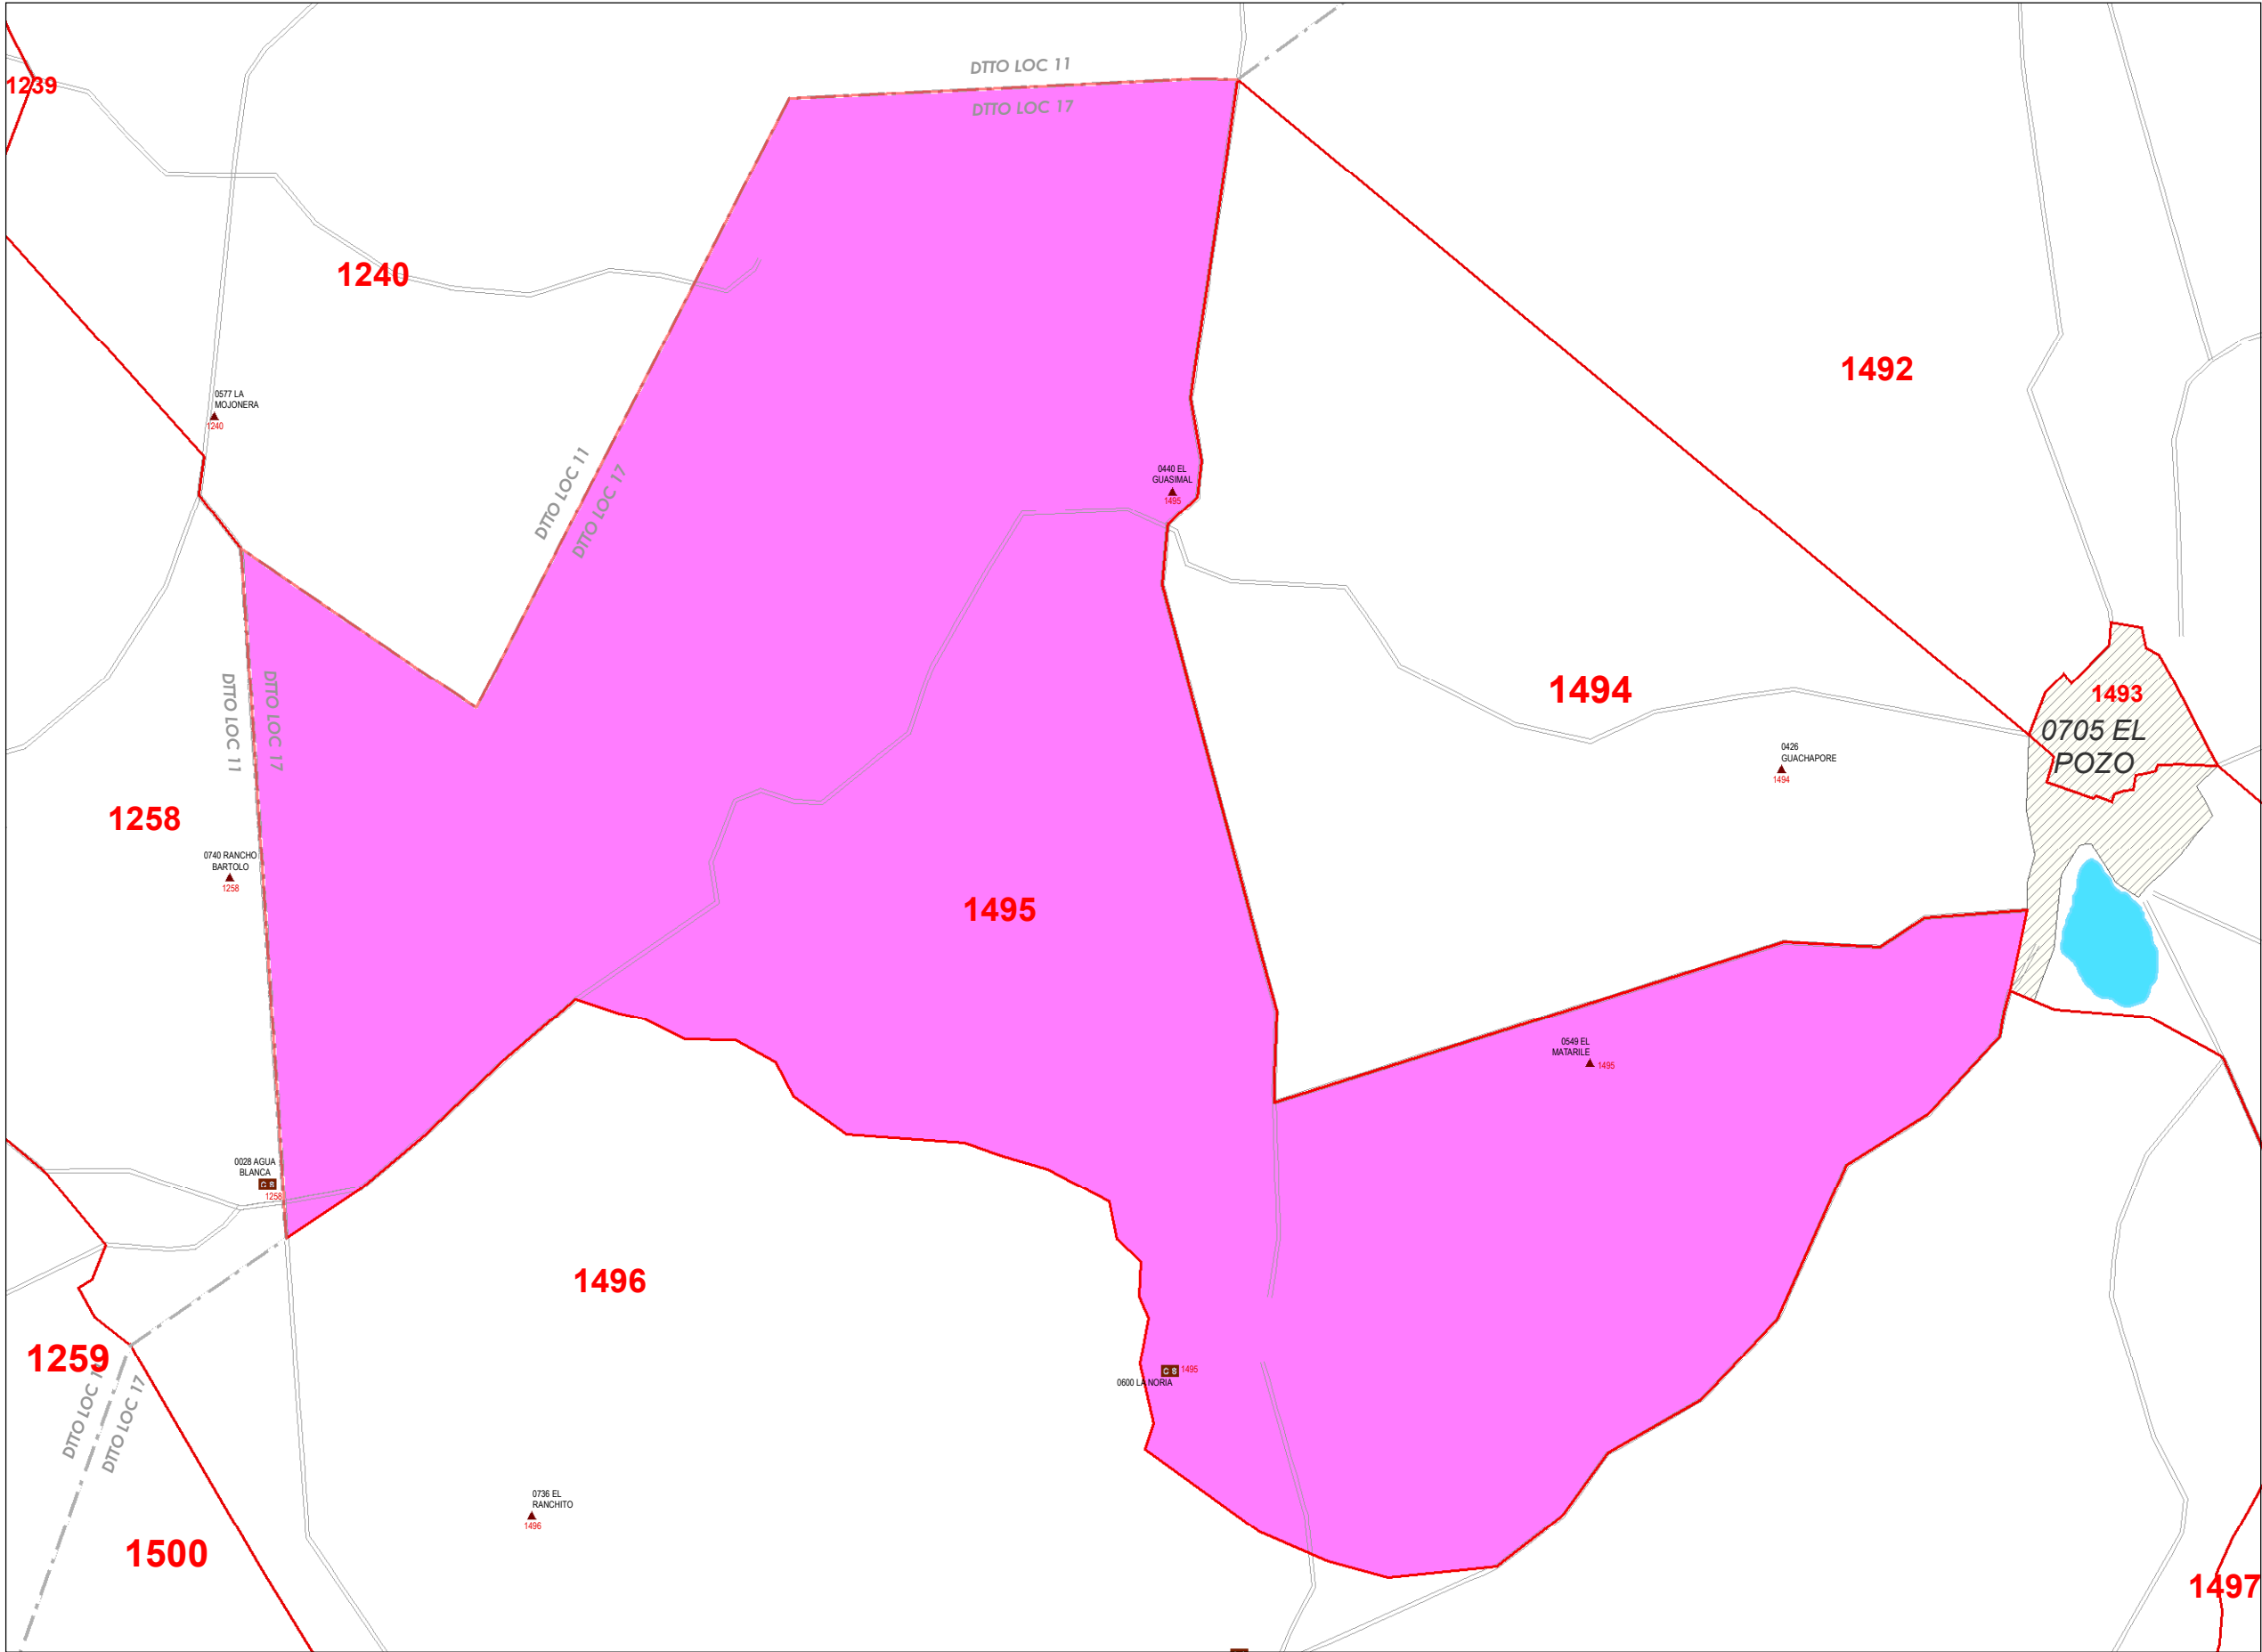 DTTO LOC 11
1239
DTTO LOC 17
1240
1492
0577 LA
MOJONERA
1240
0440 EL
GUASIMAL
1495
DTTO LOC 11
DTTO LOC 17
1494
1493
0705 EL
POZO
DTTO LOC 11
DTTO LOC 17
0426
GUACHAPORE
1494
1258
0740 RANCHO
BARTOLO
1258
1495
0549 EL
MATARILE
1495
0028 AGUA
BLANCA
C S
1258
1496
1259
DTTO LOC
DTTO LOC 17
C S 1495
0600 LA NORIA
0736 EL
RANCHITO
1496
1500
1497